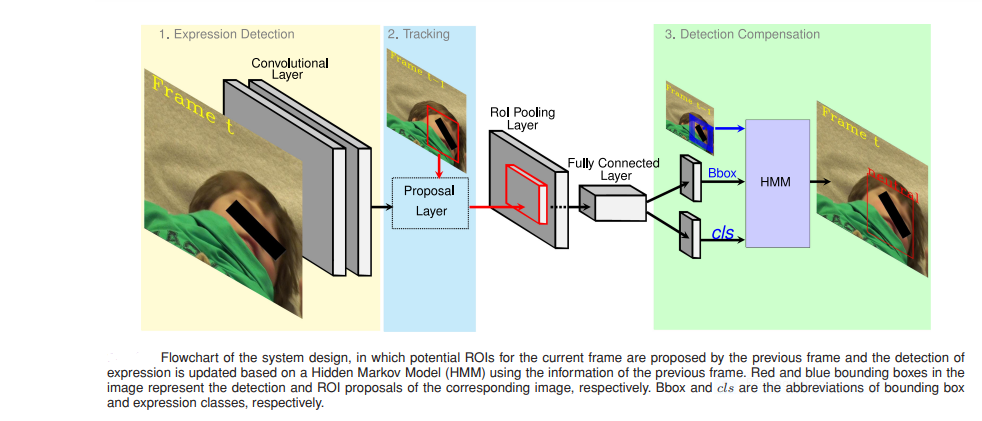 1. Expression Detection
2. Tracking
3. Detection Compensation
Convolutional
Layer
Frame t
Frame t-1
Proposal
Layer
RoI Pooling
Layer
Fully Connected
Layer
Frame t-1
Bbox
cls
HMM
Frame t
neutral
Flowchart of the system design, in which potential ROIs for the current frame are proposed by the previous frame and the detection of
expression is updated based on a Hidden Markov Model (HMM) using the information of the previous frame. Red and blue bounding boxes in the
image represent the detection and ROI proposals of the corresponding image, respectively. Bbox and cls are the abbreviations of bounding box
and expression classes, respectively.